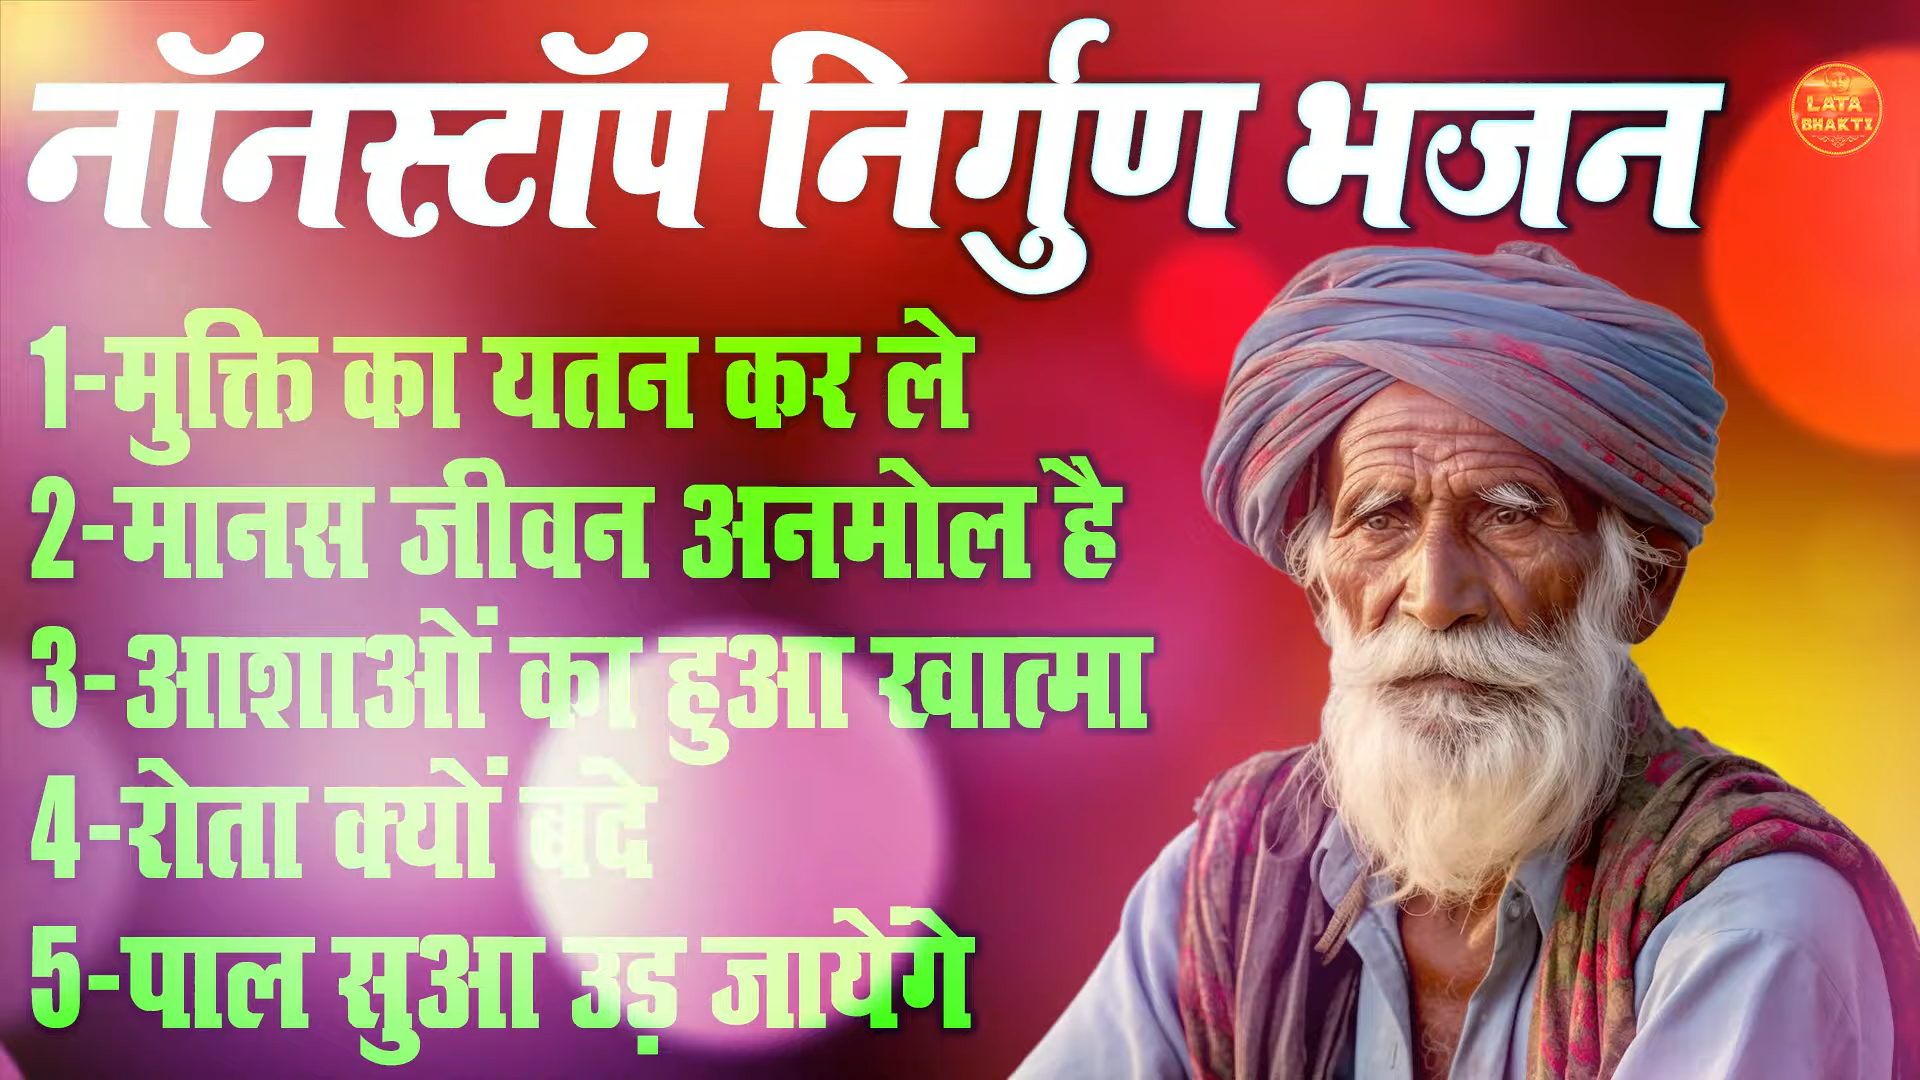 नॉनस्टॉप निर्गुण भजन
LATA
BHAKTI
1-मुक्ति का यतन कर ले
2-मानस जीवन अनमोल है
3-आशाओं का हुआ खात्मा
4-रोता क्यों बंदे
5-पाल सुआ उड़ जायेंगे